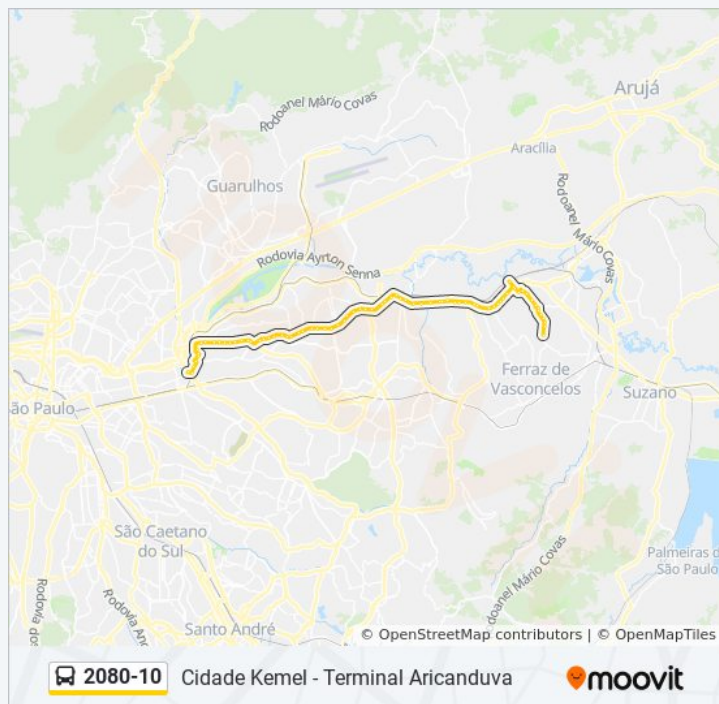 Arujá
Rodoanel Mário Covas
Aracília
Guarulhos
Rodoanel Mário Covas
Rodovia Ayrton Senna
Ferraz de
Vasconcelos
Suzano
ão Paulo
São Caetano
do Sul
Rodoanel Mário Covas
Palmeiras d
São Paulo
Rodovia dos
Rodovia An
Santo André
© OpenStreetMap contributors | © OpenMapTiles
2080-10 Cidade Kemel - Terminal Aricanduva moovit